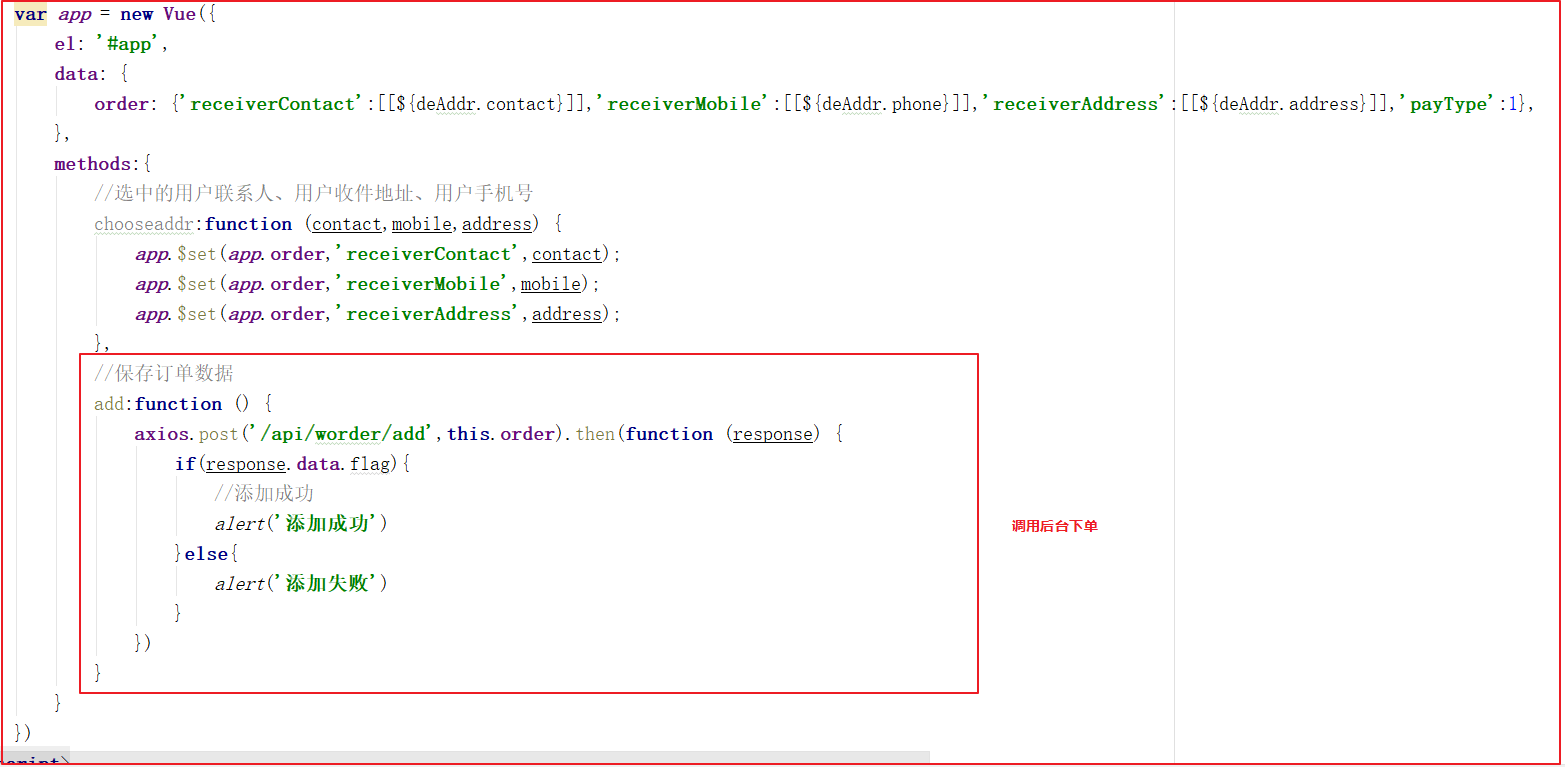 var app = new Vue({
el: '#app',
data: {
order: {'receiverContact':[[${deAddr.contact}]],'receiverMobile':[[${deAddr.phone}]],'receiverAddress':[[${deAddr.address}]],'payType':1},
},
methods:{
//选中的用户联系人、用户收件地址、用户手机号
chooseaddr:function (contact,mobile,address) {
app.$set(app.order,'receiverContact',contact);
app.$set(app.order,'receiverMobile',mobile);
app.$set(app.order,'receiverAddress',address);
},
//保存订单数据
add:function () {
axios.post('/api/worder/add',this.order).then(function (response) {
if(response.data.flag){
//添加成功
alert('添加成功')
调用后台下单
}else{
alert('添加失败')
}
})
}
}
})